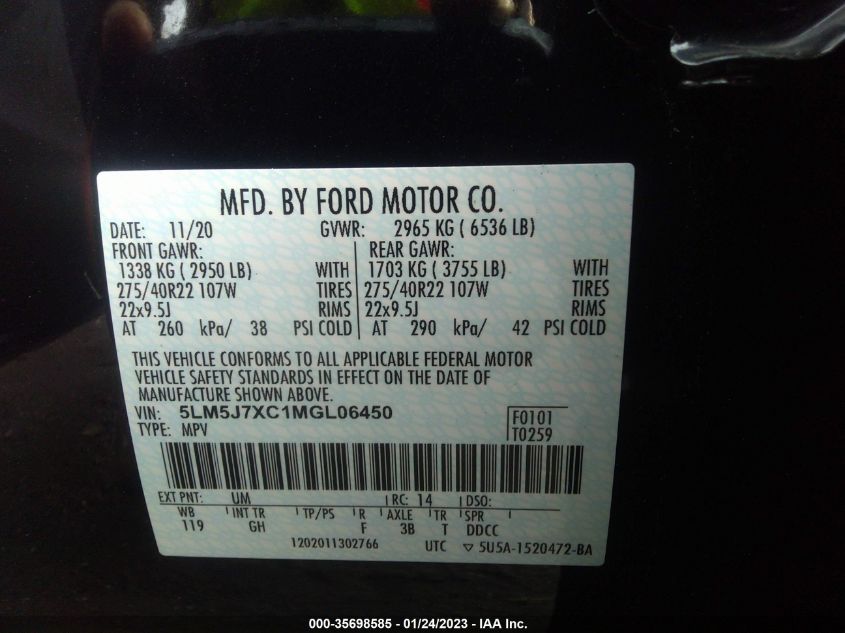 MFD. BY FORD MOTOR CO.
DATE: 11/20 GVWR: 2965 KG ( 6536 LB)
FRONT GAWR: REAR GAWR:
1338 KG ( 2950 LB) WITH 1703 KG ( 3755 LB) WITH
275/40R22 107W TIRES 275/40R22 107W TIRES
22x9.5J RIMS 22x9.5J RIMS
AT 260 kPa/ 38 PSI COLD AT 290 kPa/ 42 PSI COLD
THIS VEHICLE CONFORMS TO ALL APPLICABLE FEDERAL MOTOR
VEHICLE SAFETY STANDARDS IN EFFECT ON THE DATE OF
MANUFACTURE SHOWN ABOVE.
VIN: 5LM5J7XC1MGL06450 F0101
TYPE: MPV T0259
EXT PNT: UM RC: 14 DSO:
WB INT TR TP/PS R AXLE TR SPR
119 GH F 3B T DDCC
1202011302766 UTC ▽ 5U5A-1520472-BA
000-35698585 - 01/24/2023 - IAA Inc.